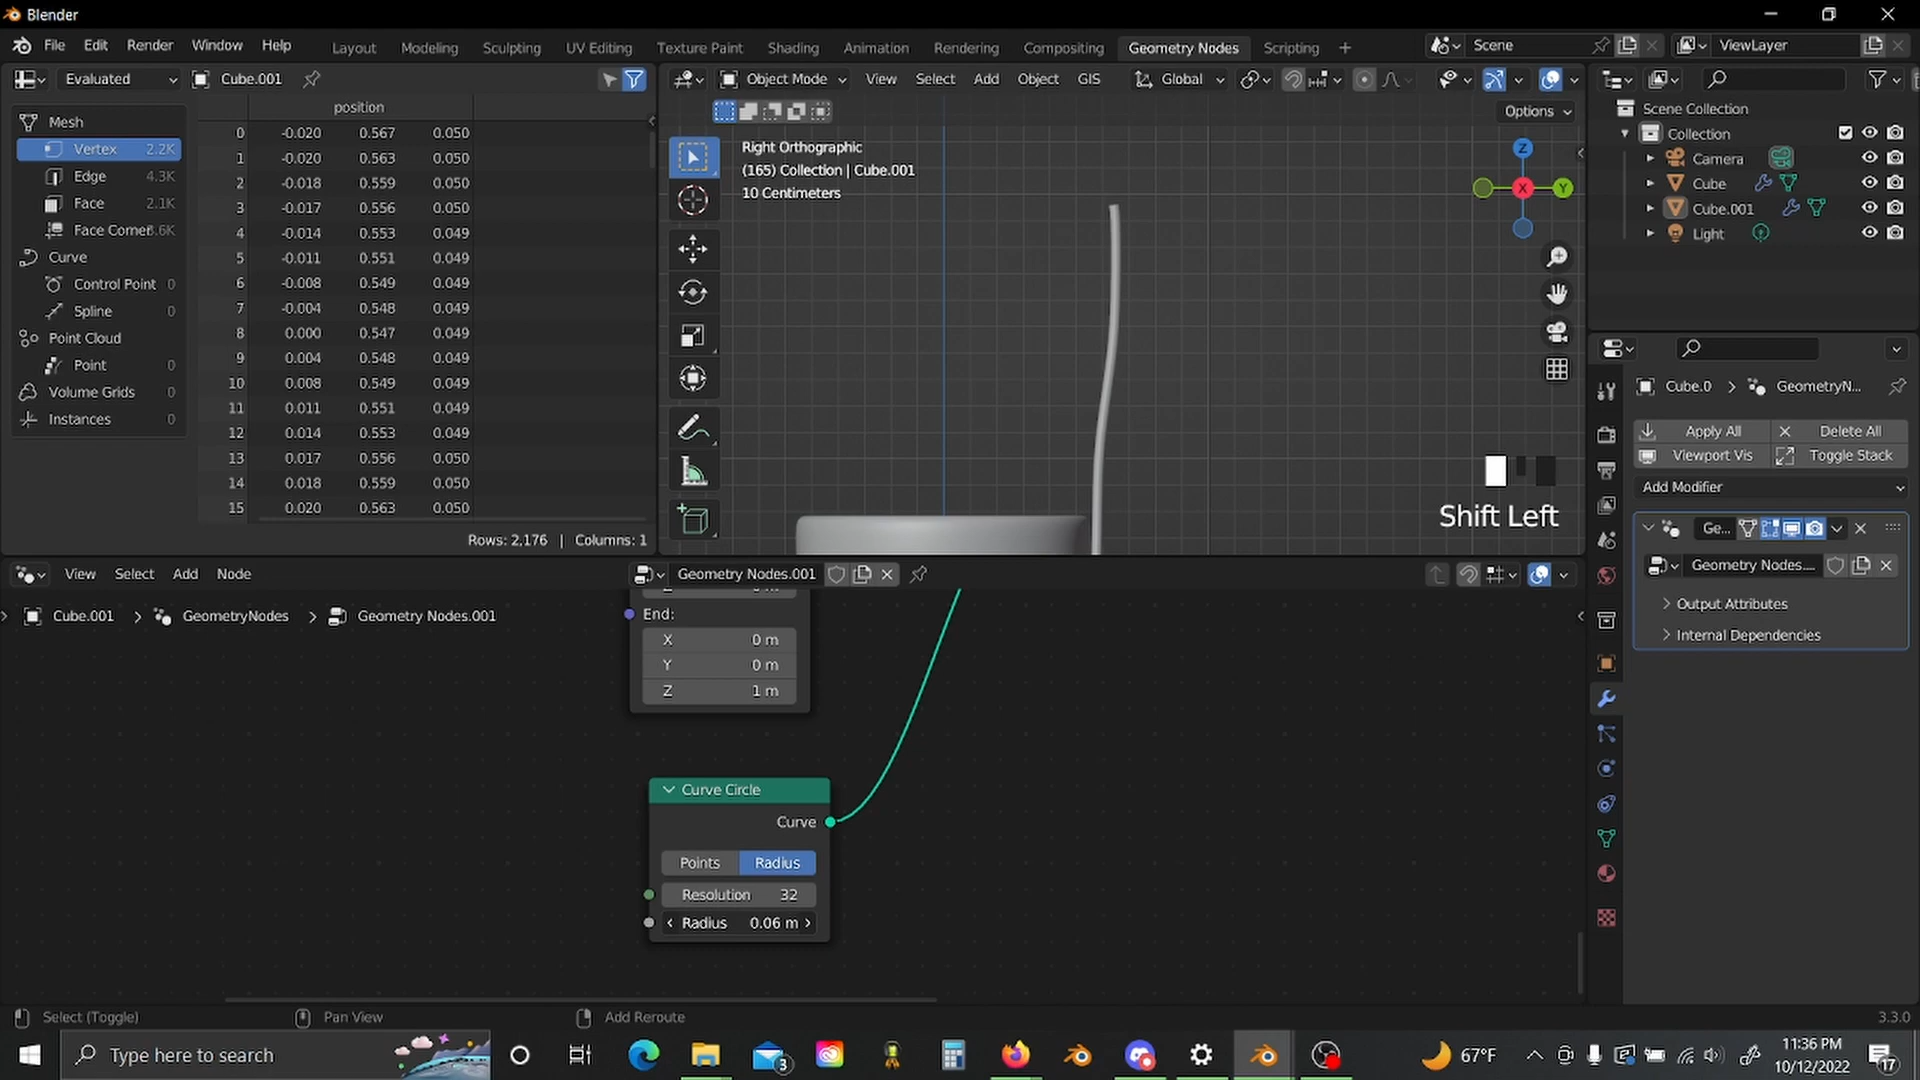 Blender
File Edit Render Window Help Layout Modeling Sculpting UV Editing Texture Paint Shading Animation Rendering Compositing Geometry Nodes Scripting + Scene ViewLayer
Evaluated Cube.001
Object Mode View Select Add Object GIS Global
position
Mesh
Vertex 2.2K
Edge 4.3K
Face 2.1K
Face Corner
Curve
Control Point 0
Spline 0
Point Cloud
Point 0
Volume Grids 0
Instances 0
0 -0.020 0.567 0.050
1 -0.020 0.563 0.050
2 -0.018 0.559 0.050
3 -0.017 0.556 0.050
4 -0.014 0.553 0.049
5 -0.011 0.551 0.049
6 -0.008 0.549 0.049
7 -0.004 0.548 0.049
8 0.000 0.547 0.049
9 0.004 0.548 0.049
10 0.008 0.549 0.049
11 0.011 0.551 0.049
12 0.014 0.553 0.049
13 0.017 0.556 0.050
14 0.018 0.559 0.050
15 0.020 0.563 0.050
Rows: 2,176 | Columns: 1
Options
Right Orthographic
(165) Collection | Cube.001
10 Centimeters
Z
X
Y
Shift Left
Scene Collection
Collection
Camera
Cube
Cube.001
Light
Cube.0 > GeometryN...
Apply All Delete All
Viewport Vis Toggle Stack
Add Modifier
Ge...
Geometry Nodes....
Output Attributes
Internal Dependencies
View Select Add Node Geometry Nodes.001
Cube.001 > GeometryNodes > Geometry Nodes.001
End:
X 0 m
Y 0 m
Z 1 m
Curve Circle
Curve
Points Radius
Resolution 32
Radius 0.06 m
Select (Toggle) Pan View Add Reroute 3.3.0
Type here to search
3
67°F
11:36 PM
10/12/2022
17